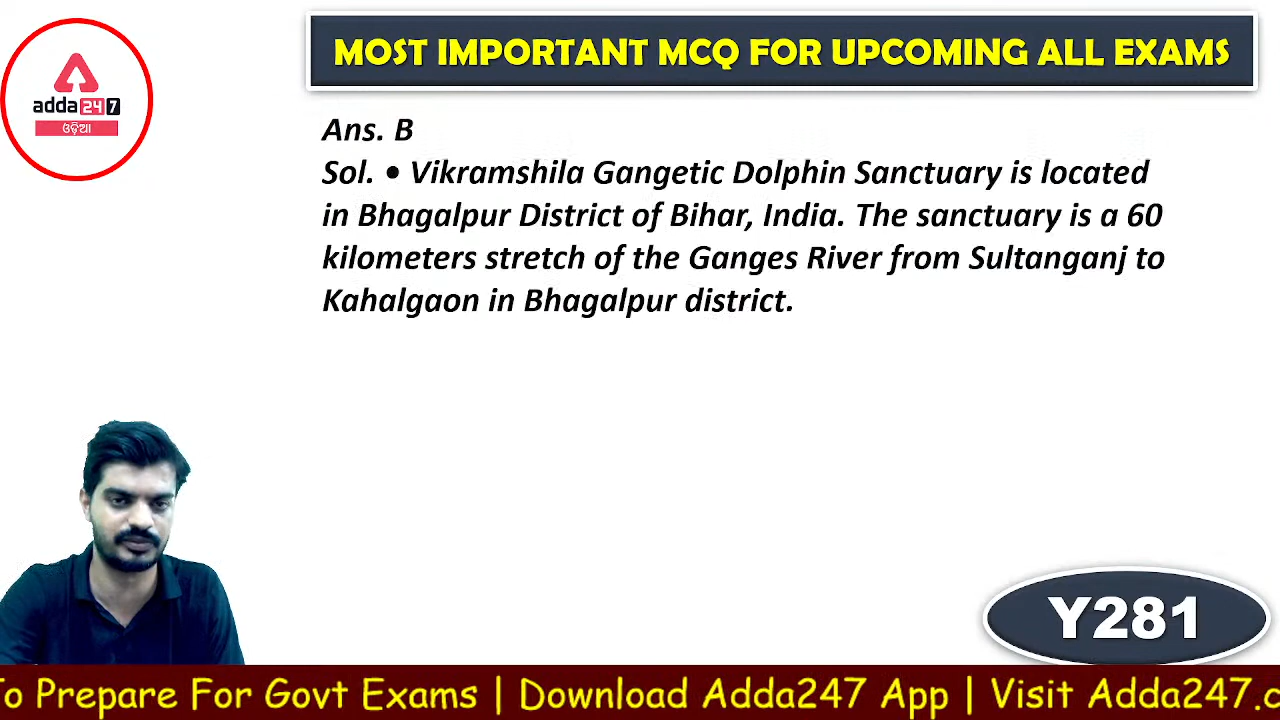 MOST IMPORTANT MCQ FOR UPCOMING ALL EXAMS
adda247
ଓଡ଼ିଆ
Ans. B
Sol. • Vikramshila Gangetic Dolphin Sanctuary is located
in Bhagalpur District of Bihar, India. The sanctuary is a 60
kilometers stretch of the Ganges River from Sultanganj to
Kahalgaon in Bhagalpur district.
Y281
To Prepare For Govt Exams | Download Adda247 App | Visit Adda247.c